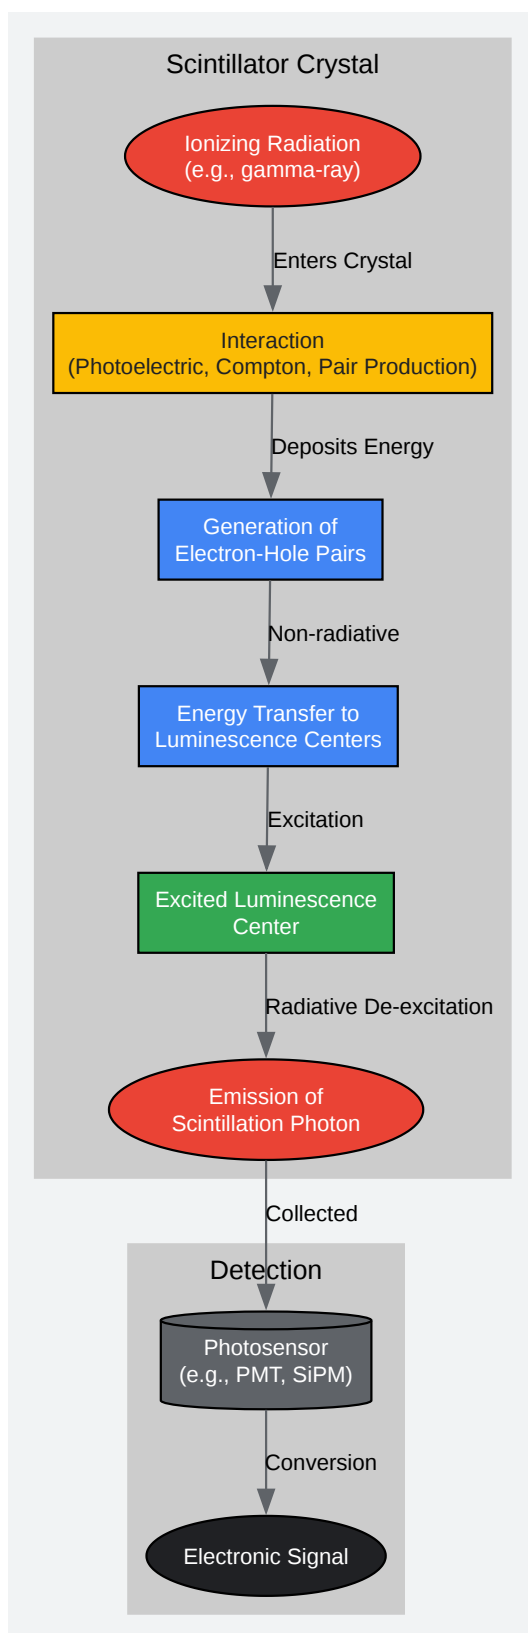 Scintillator Crystal
Ionizing Radiation
(e.g., gamma-ray)
Enters Crystal
Interaction
(Photoelectric, Compton, Pair Production)
Deposits Energy
Generation of
Electron-Hole Pairs
Non-radiative
Energy Transfer to
Luminescence Centers
Excitation
Excited Luminescence
Center
Radiative De-excitation
Emission of
Scintillation Photon
Collected
Detection
Photosensor
(e.g., PMT, SiPM)
Conversion
Electronic Signal